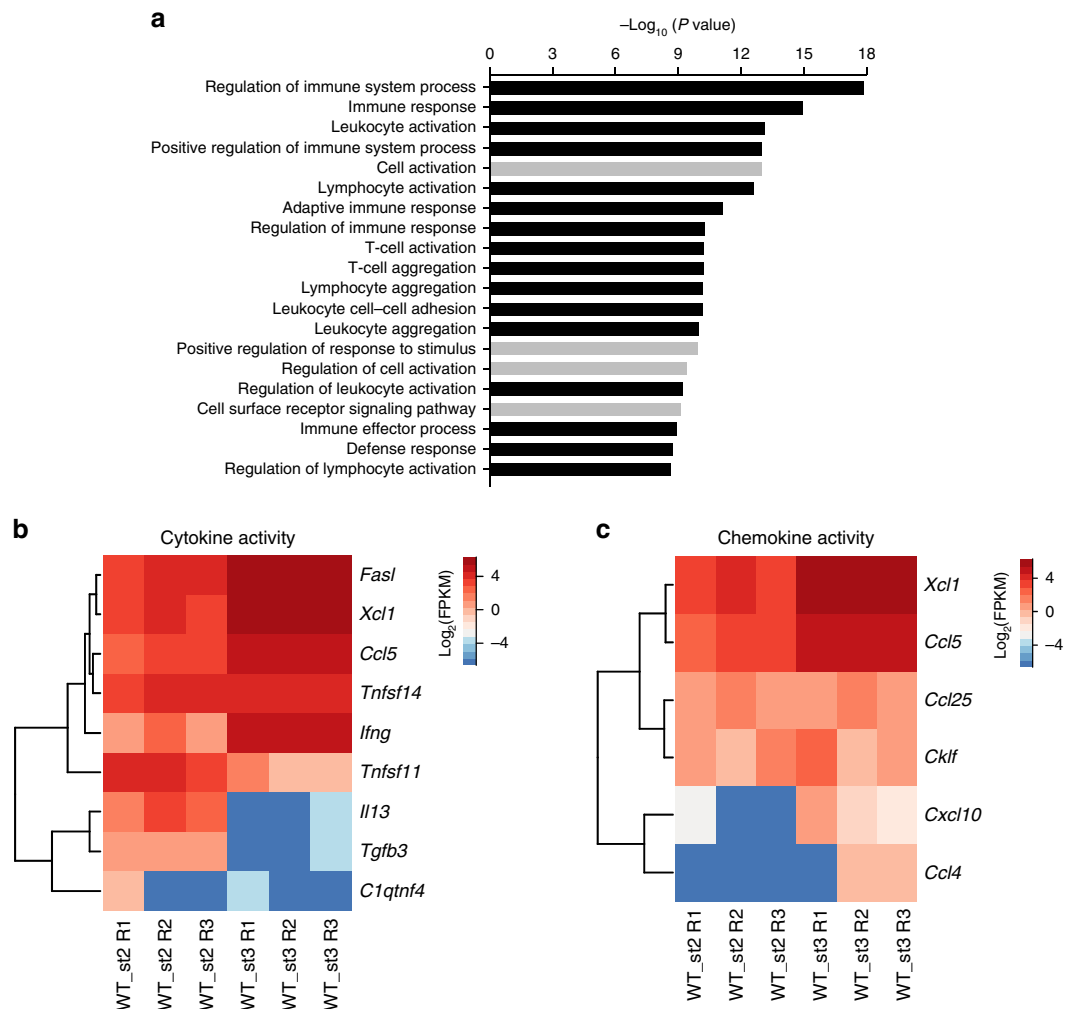 a
–Log10 (P value)
0 3 6 9 12 15 18
Regulation of immune system process
Immune response
Leukocyte activation
Positive regulation of immune system process
Cell activation
Lymphocyte activation
Adaptive immune response
Regulation of immune response
T-cell activation
T-cell aggregation
Lymphocyte aggregation
Leukocyte cell–cell adhesion
Leukocyte aggregation
Positive regulation of response to stimulus
Regulation of cell activation
Regulation of leukocyte activation
Cell surface receptor signaling pathway
Immune effector process
Defense response
Regulation of lymphocyte activation
b
Cytokine activity
Fasl
Xcl1
Ccl5
Tnfsf14
Ifng
Tnfsf11
Il13
Tgfb3
C1qtnf4
WT_st2 R1
WT_st2 R2
WT_st2 R3
WT_st3 R1
WT_st3 R2
WT_st3 R3
Log2(FPKM)
4
0
–4
c
Chemokine activity
Xcl1
Ccl5
Ccl25
Cklf
Cxcl10
Ccl4
WT_st2 R1
WT_st2 R2
WT_st2 R3
WT_st3 R1
WT_st3 R2
WT_st3 R3
Log2(FPKM)
4
0
–4